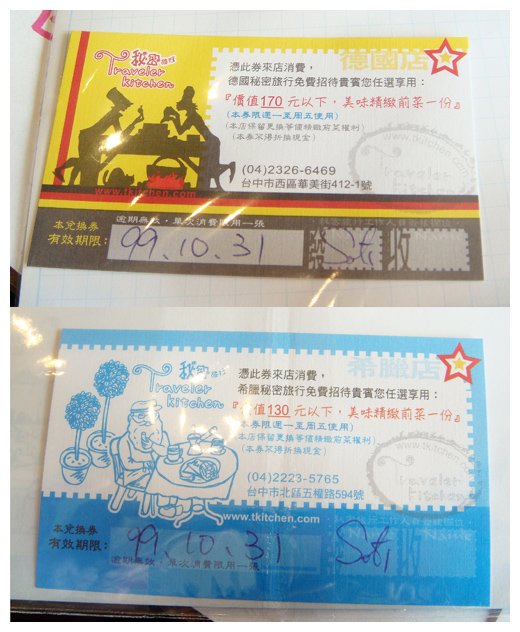 秘密旅行
Traveler
kitchen
德國店
憑此券來店消費，
德國秘密旅行免費招待貴賓您任選享用：
『價值170 元以下，美味精緻前菜一份』
(本券限週一至周五使用)
(本店保留更換等值精緻前菜權利)
(本券不得折換現金)
(04)2326-6469
台中市西區華美街412-1號
www.tkitchen.com
www.tkitchen.com
Traveler
本兌換券
有效期限：
逾期無效，單次消費限用一張
99.10.31
收
秘密旅行
Traveler
kitchen
希臘店
憑此券來店消費，
希臘秘密旅行免費招待貴賓您任選享用：
『價值130 元以下，美味精緻前菜一份』
(本券限週一至周五使用)
(本店保留更換等值精緻前菜權利)
(本券不得折換現金)
(04)2223-5765
台中市北區五權路594號
www.tkitchen.com
www.tkitchen.com
Traveler
Kitchen
本兌換券
有效期限：
99.10.31
逾期無效，單次消費限用一張